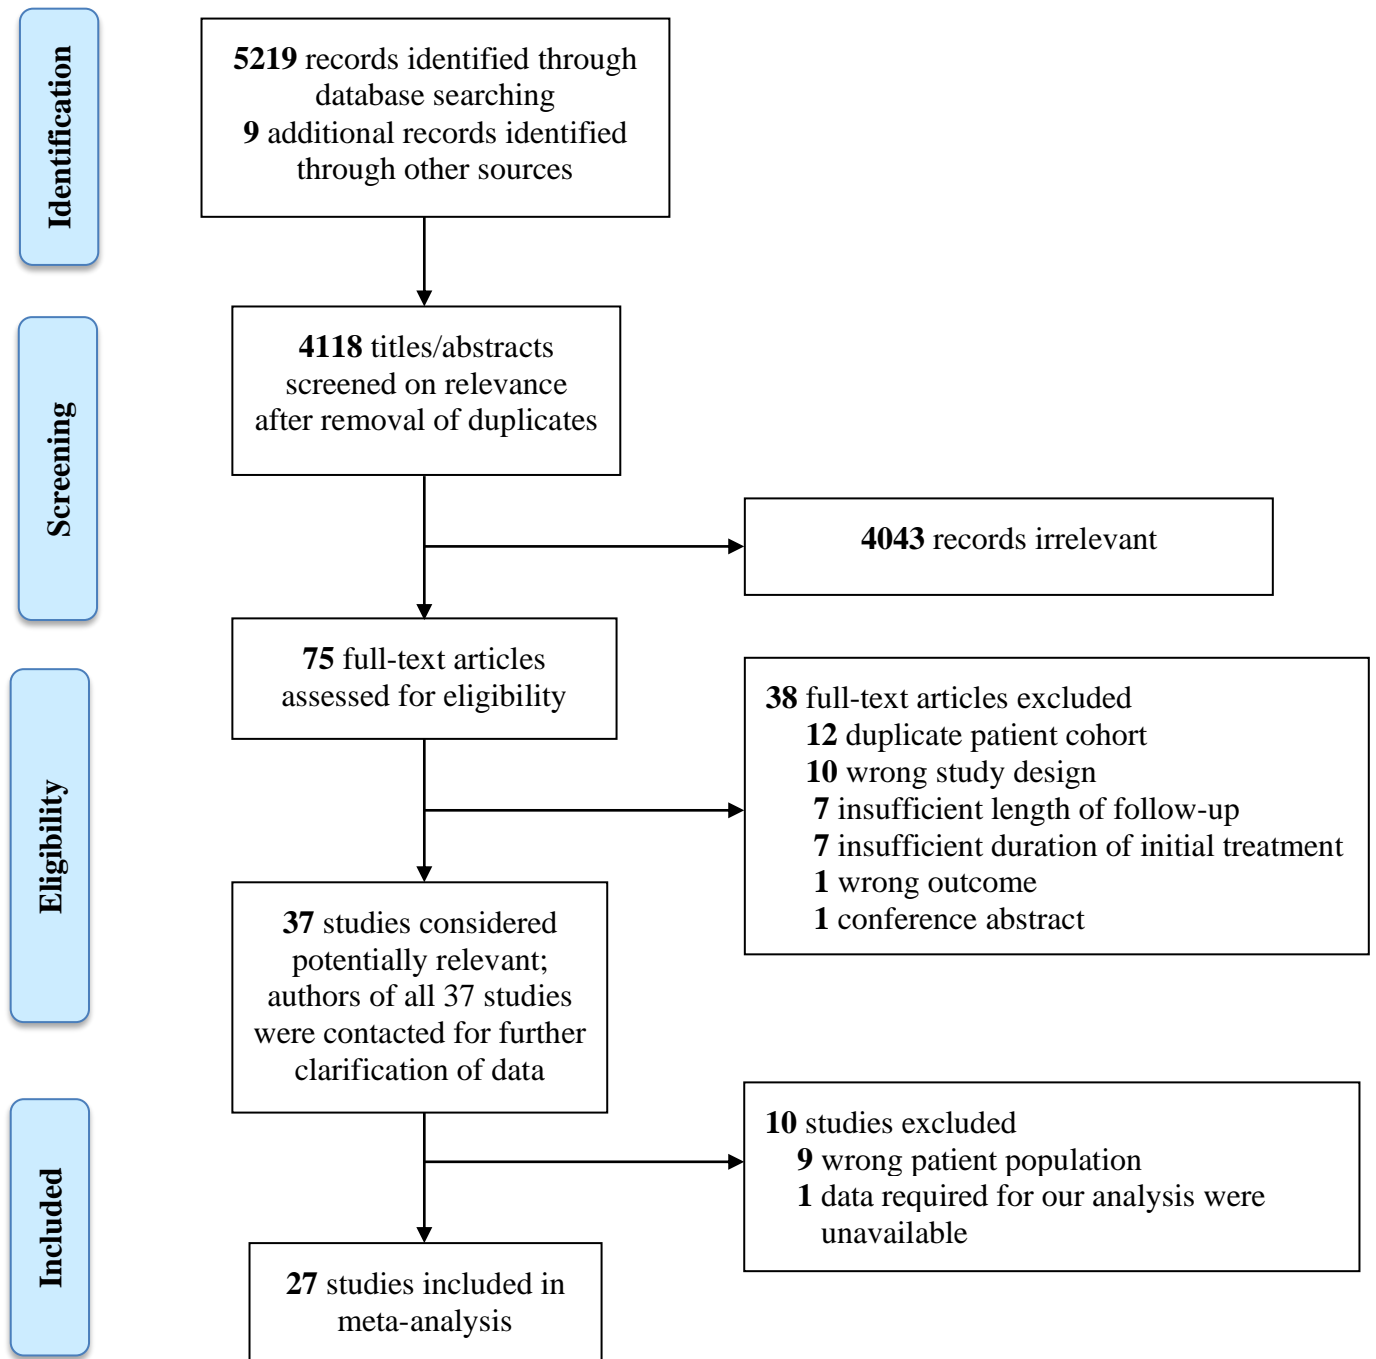 Identification
5219 records identified through
database searching
9 additional records identified
through other sources
Screening
4118 titles/abstracts
screened on relevance
after removal of duplicates
4043 records irrelevant
Eligibility
75 full-text articles
assessed for eligibility
38 full-text articles excluded
12 duplicate patient cohort
10 wrong study design
7 insufficient length of follow-up
7 insufficient duration of initial treatment
1 wrong outcome
1 conference abstract
37 studies considered
potentially relevant;
authors of all 37 studies
were contacted for further
clarification of data
Included
10 studies excluded
9 wrong patient population
1 data required for our analysis were
unavailable
27 studies included in
meta-analysis